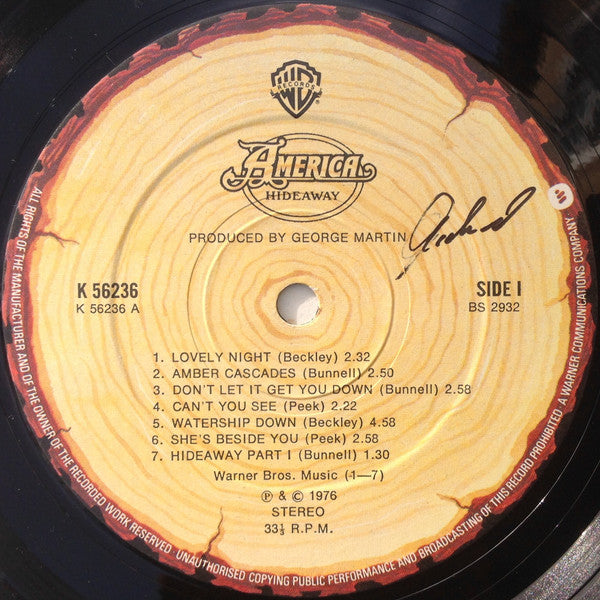 WB
RECORDS
®
AMERICA
HIDEAWAY
PRODUCED BY GEORGE MARTIN
K 56236
K 56236 A
SIDE I
BS 2932
1. LOVELY NIGHT (Beckley) 2.32
2. AMBER CASCADES (Bunnell) 2.50
3. DON'T LET IT GET YOU DOWN (Bunnell) 2.58
4. CAN'T YOU SEE (Peek) 2.22
5. WATERSHIP DOWN (Beckley) 4.58
6. SHE'S BESIDE YOU (Peek) 2.58
7. HIDEAWAY PART I (Bunnell) 1.30
Warner Bros. Music (1—7)
℗ & © 1976
STEREO
33⅓ R.P.M.
ALL RIGHTS OF THE MANUFACTURER AND OF THE OWNER OF THE RECORDED WORK RESERVED. UNAUTHORISED COPYING PUBLIC PERFORMANCE AND BROADCASTING OF THIS RECORD PROHIBITED. A WARNER COMMUNICATIONS COMPANY.